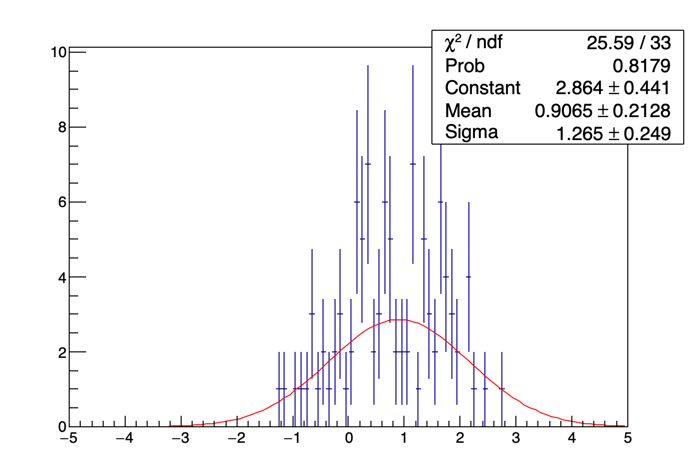 χ² / ndf 25.59 / 33
Prob 0.8179
Constant 2.864 ± 0.441
Mean 0.9065 ± 0.2128
Sigma 1.265 ± 0.249
10
8
6
4
2
0
−5 −4 −3 −2 −1 0 1 2 3 4 5